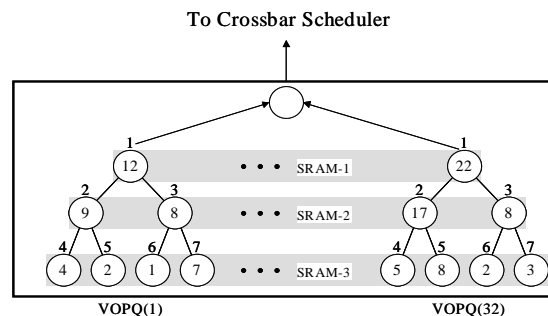 To Crossbar Scheduler
1 1
12 • • • SRAM-1 22
2 3 2 3
9 8 • • • SRAM-2 17 8
4 5 6 7 4 5 6 7
4 2 1 7 • • • SRAM-3 5 8 2 3
VOPQ(1) VOPQ(32)